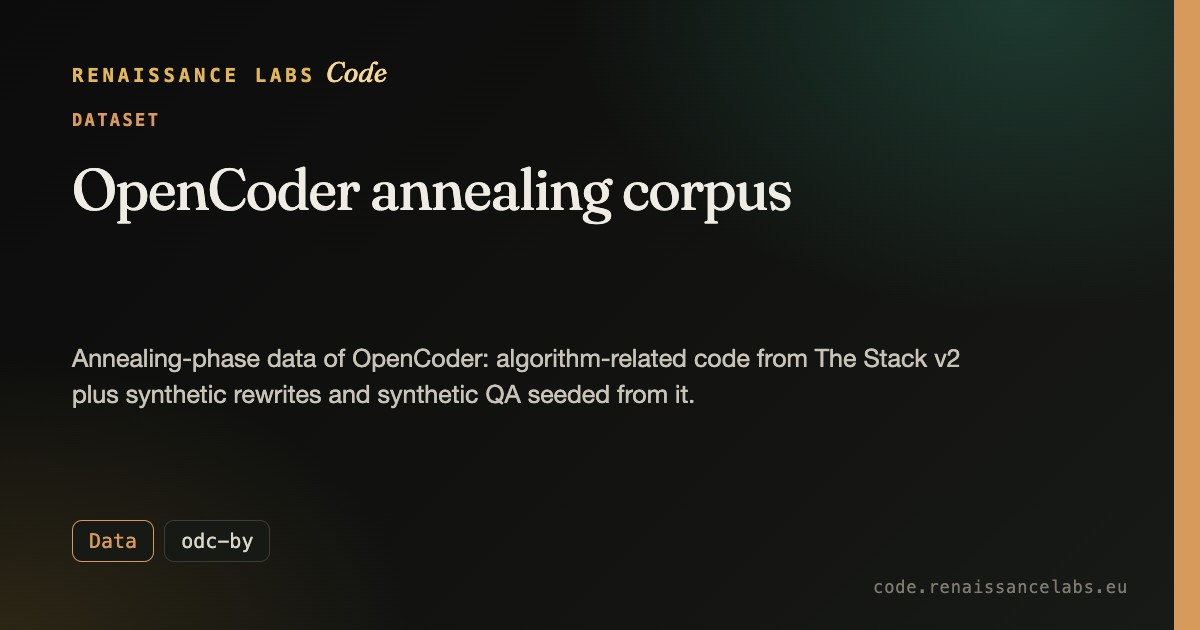 RENAISSANCE LABS Code
DATASET
OpenCoder annealing corpus
Annealing-phase data of OpenCoder: algorithm-related code from The Stack v2
plus synthetic rewrites and synthetic QA seeded from it.
Data odc-by
code.renaissancelabs.eu